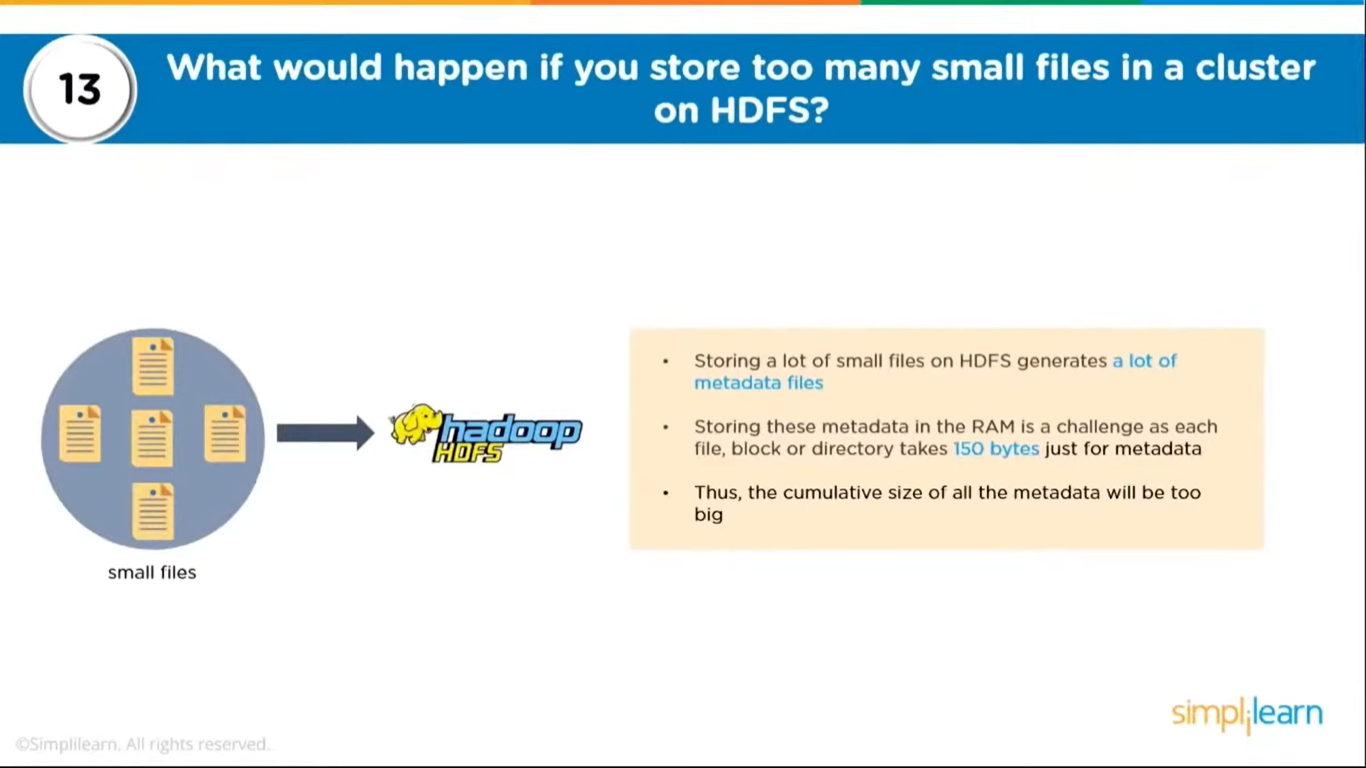 13
What would happen if you store too many small files in a cluster
on HDFS?
small files
hadoop
HDFS
• Storing a lot of small files on HDFS generates a lot of
metadata files
• Storing these metadata in the RAM is a challenge as each
file, block or directory takes 150 bytes just for metadata
• Thus, the cumulative size of all the metadata will be too
big
simplilearn
©Simplilearn. All rights reserved.